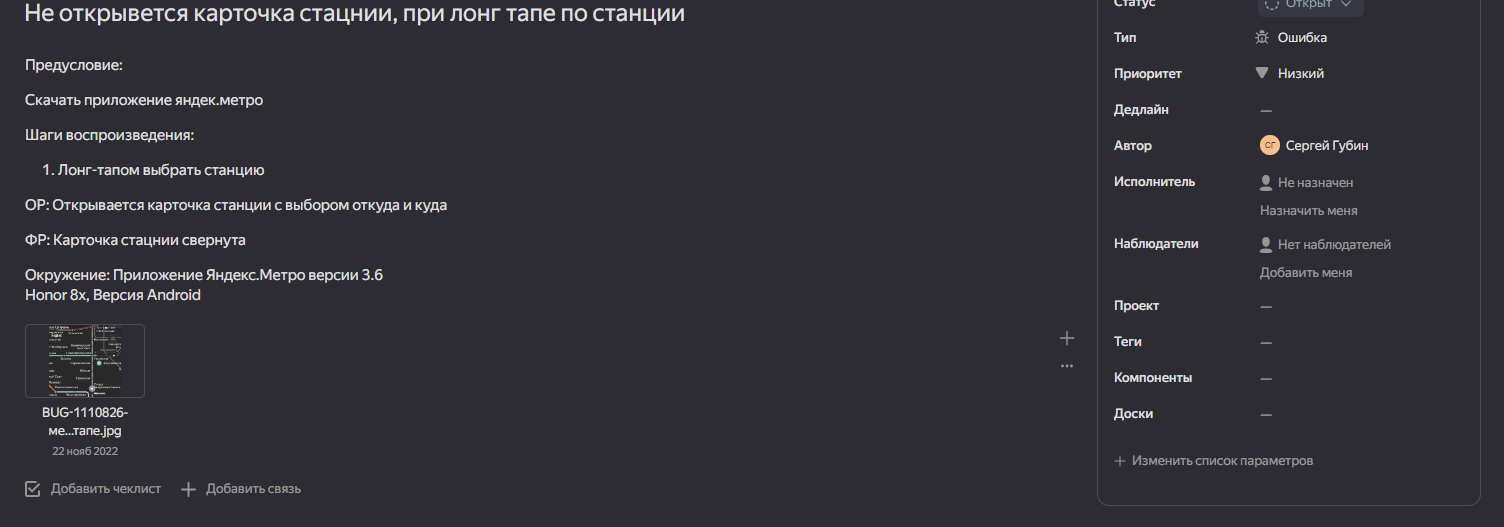 Не открывется карточка стацнии, при лонг тапе по станции
Предусловие:
Скачать приложение яндек.метро
Шаги воспроизведения:
1. Лонг-тапом выбрать станцию
ОР: Открывается карточка станции с выбором откуда и куда
ФР: Карточка стацнии свернута
Окружение: Приложение Яндекс.Метро версии 3.6
Honor 8x, Версия Android
BUG-1110826-
ме...тапе.jpg
22 нояб 2022
Добавить чеклист
Добавить связь
Статус
Открыт
Тип
Ошибка
Приоритет
Низкий
Дедлайн
—
Автор
СГ Сергей Губин
Исполнитель
Не назначен
Назначить меня
Наблюдатели
Нет наблюдателей
Добавить меня
Проект
—
Теги
—
Компоненты
—
Доски
—
Изменить список параметров